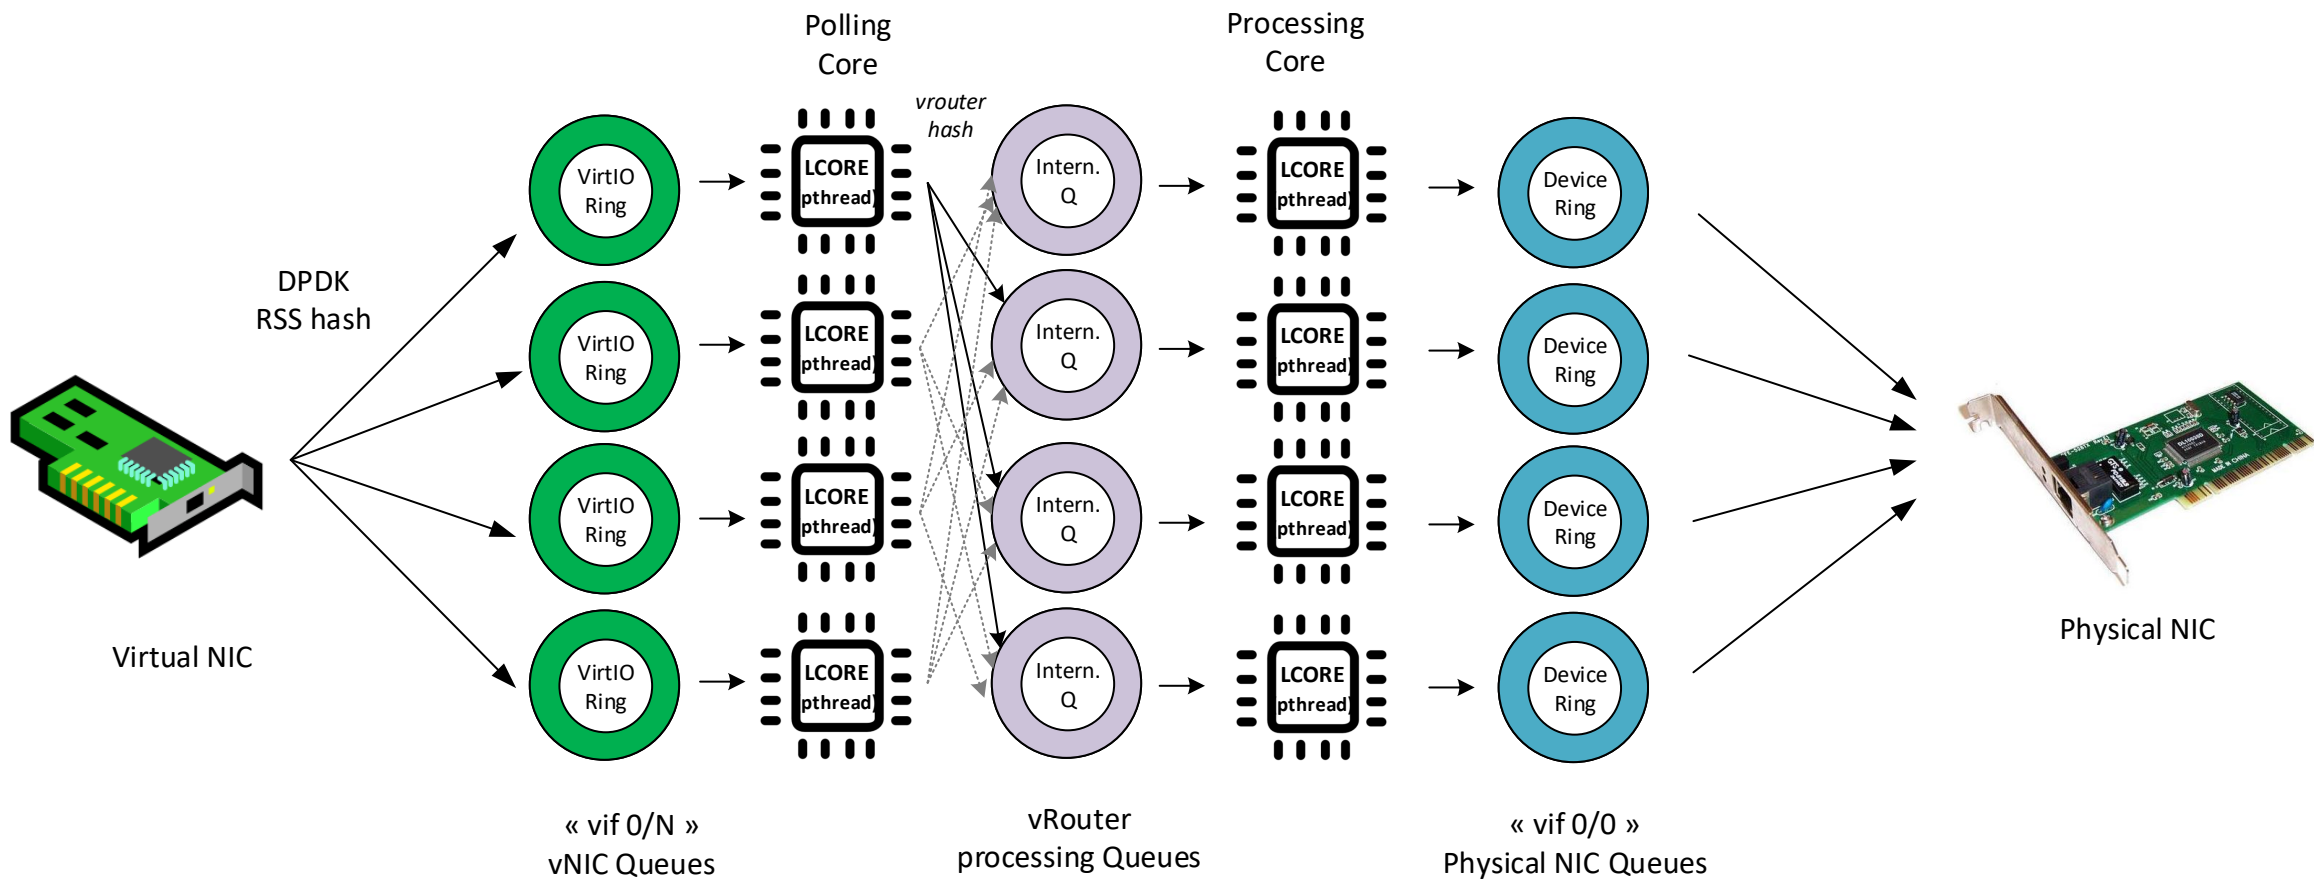 Polling
Core
Processing
Core
vrouter
hash
DPDK
RSS hash
VirtIO
Ring
LCORE
pthread)
Intern.
Q
LCORE
pthread)
Device
Ring
VirtIO
Ring
LCORE
pthread)
Intern.
Q
LCORE
pthread)
Device
Ring
VirtIO
Ring
LCORE
pthread)
Intern.
Q
LCORE
pthread)
Device
Ring
VirtIO
Ring
LCORE
pthread)
Intern.
Q
LCORE
pthread)
Device
Ring
Virtual NIC
MADE IN CHINA
Physical NIC
« vif 0/N »
vNIC Queues
vRouter
processing Queues
« vif 0/0 »
Physical NIC Queues